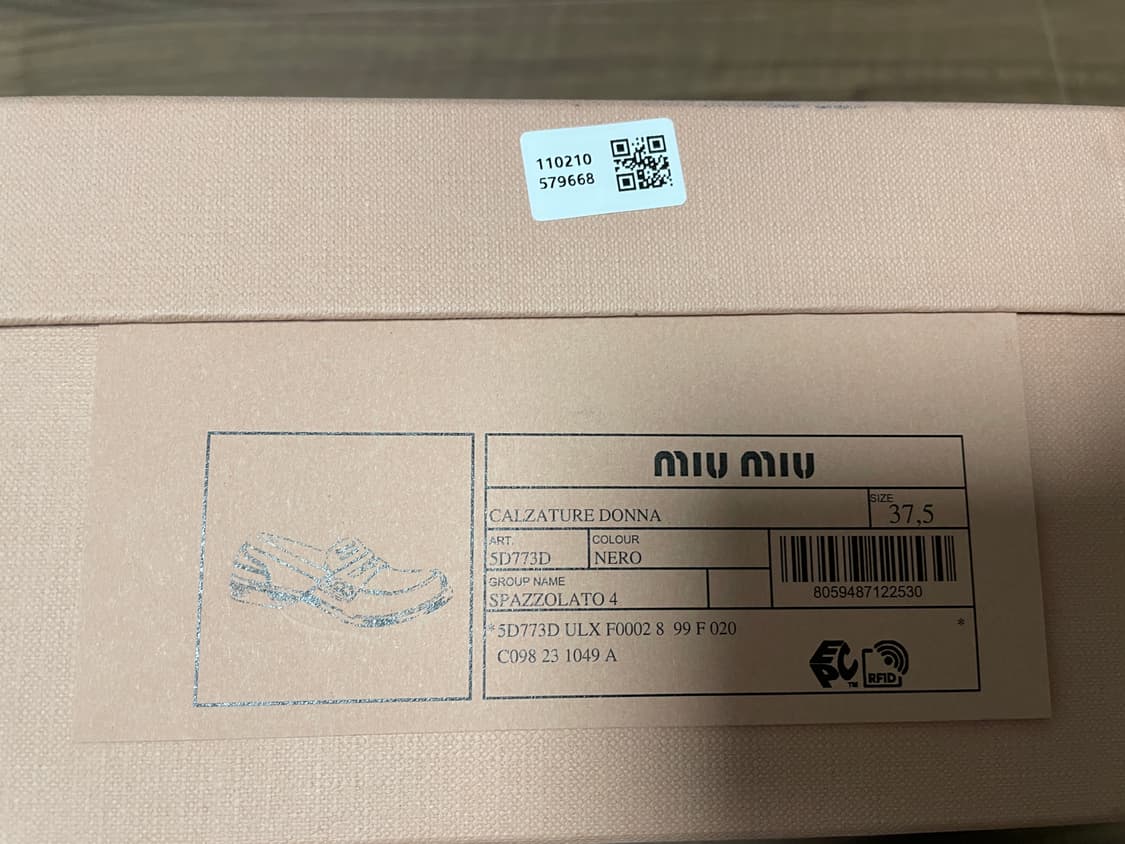 110210
579668
miu miu
CALZATURE DONNA
SIZE
37,5
ART.
5D773D
COLOUR
NERO
GROUP NAME
SPAZZOLATO 4
8059487122530
*5D773D ULX F0002 8 99 F 020 *
C098 23 1049 A
EPC™
RFID